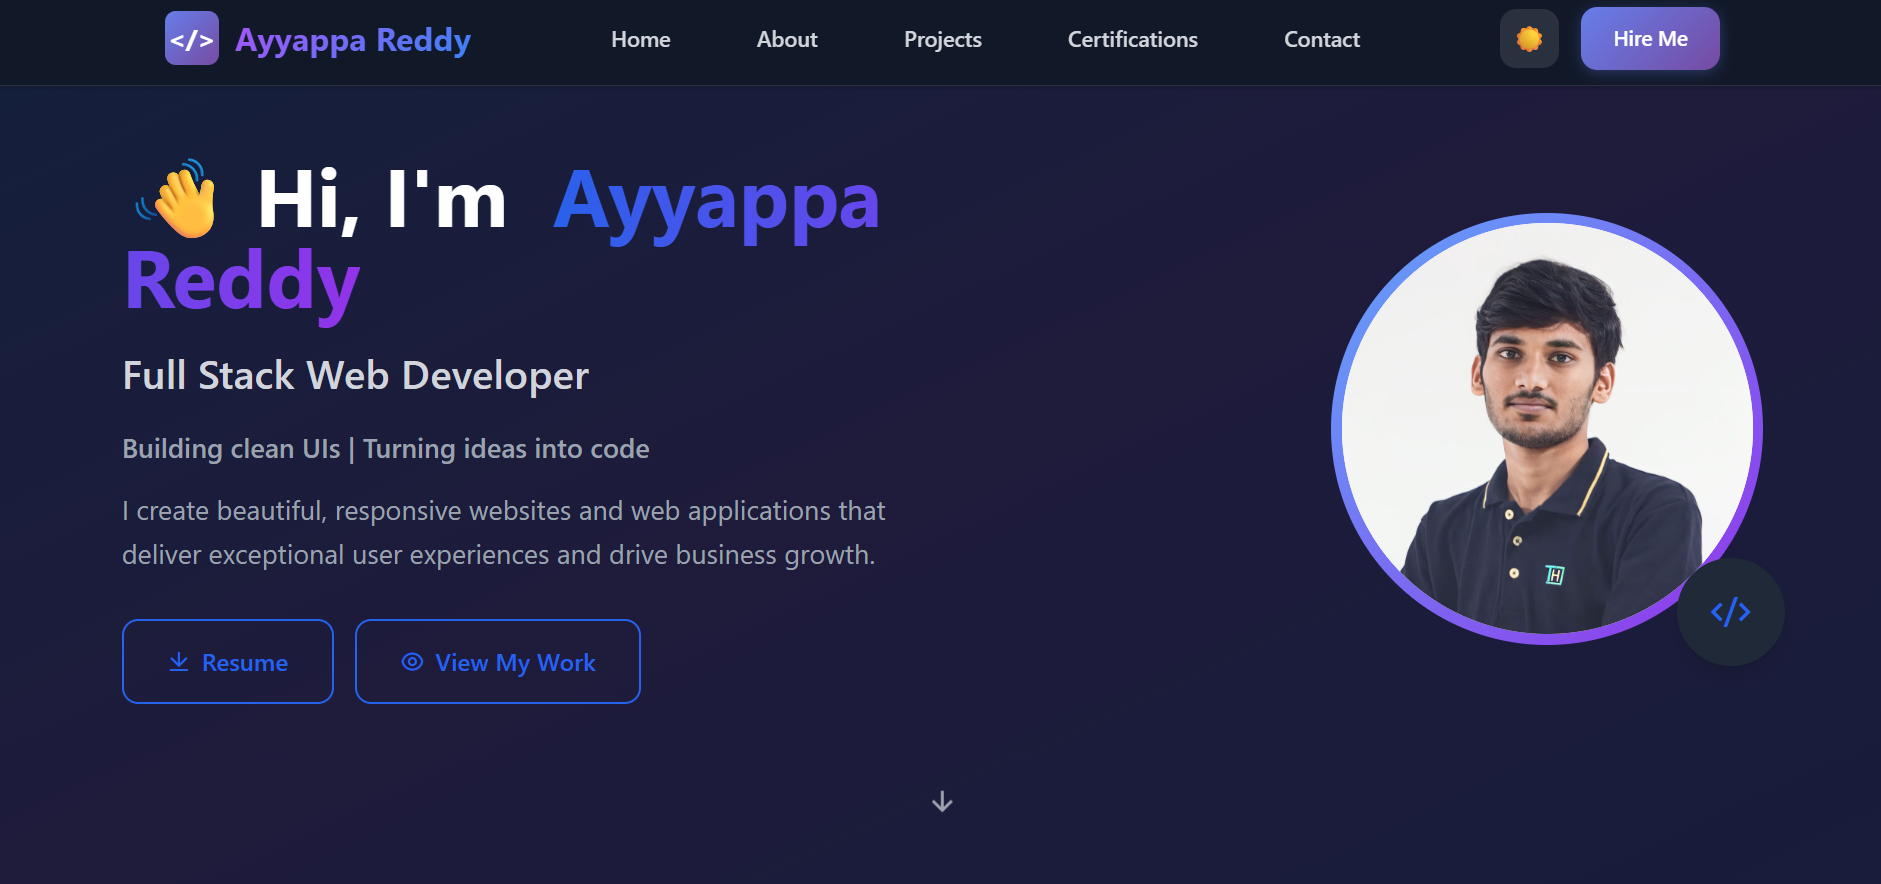 </> Ayyappa Reddy
Home
About
Projects
Certifications
Contact
Hire Me
Hi, I'm Ayyappa
Reddy
Full Stack Web Developer
Building clean UIs | Turning ideas into code
I create beautiful, responsive websites and web applications that
deliver exceptional user experiences and drive business growth.
Resume
View My Work
TH
</>